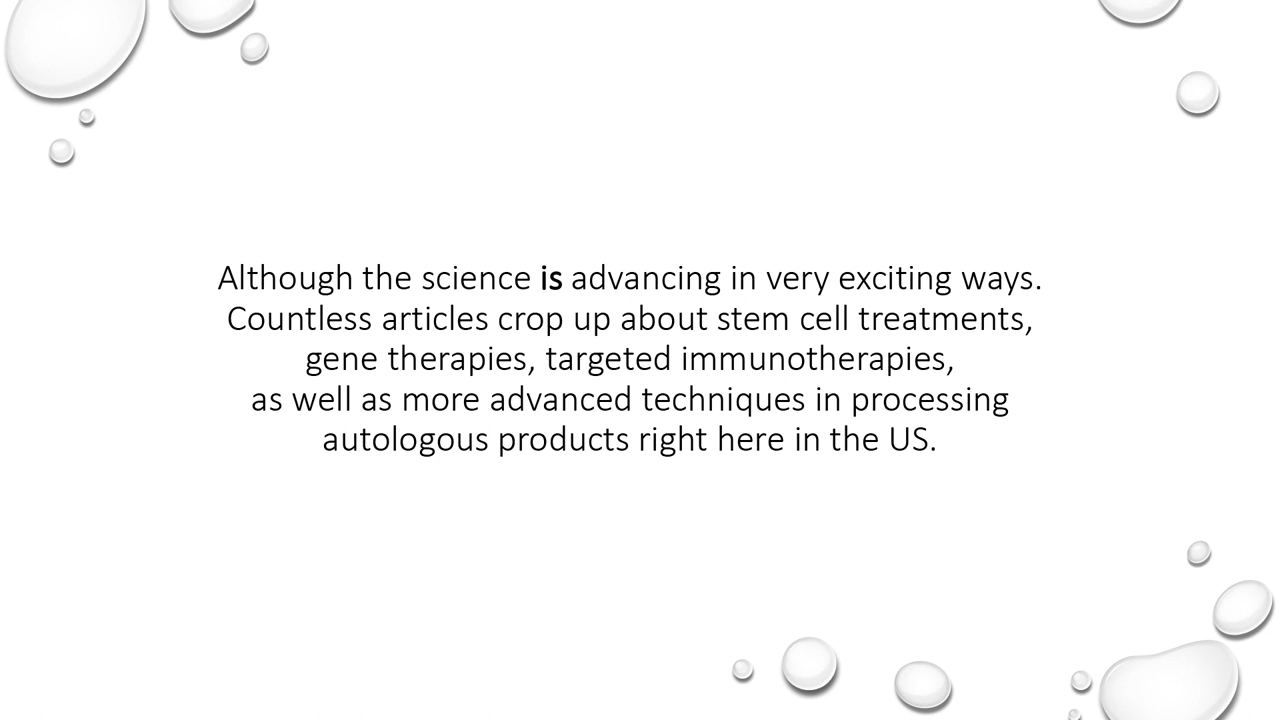 Although the science is advancing in very exciting ways.
Countless articles crop up about stem cell treatments,
gene therapies, targeted immunotherapies,
as well as more advanced techniques in processing
autologous products right here in the US.